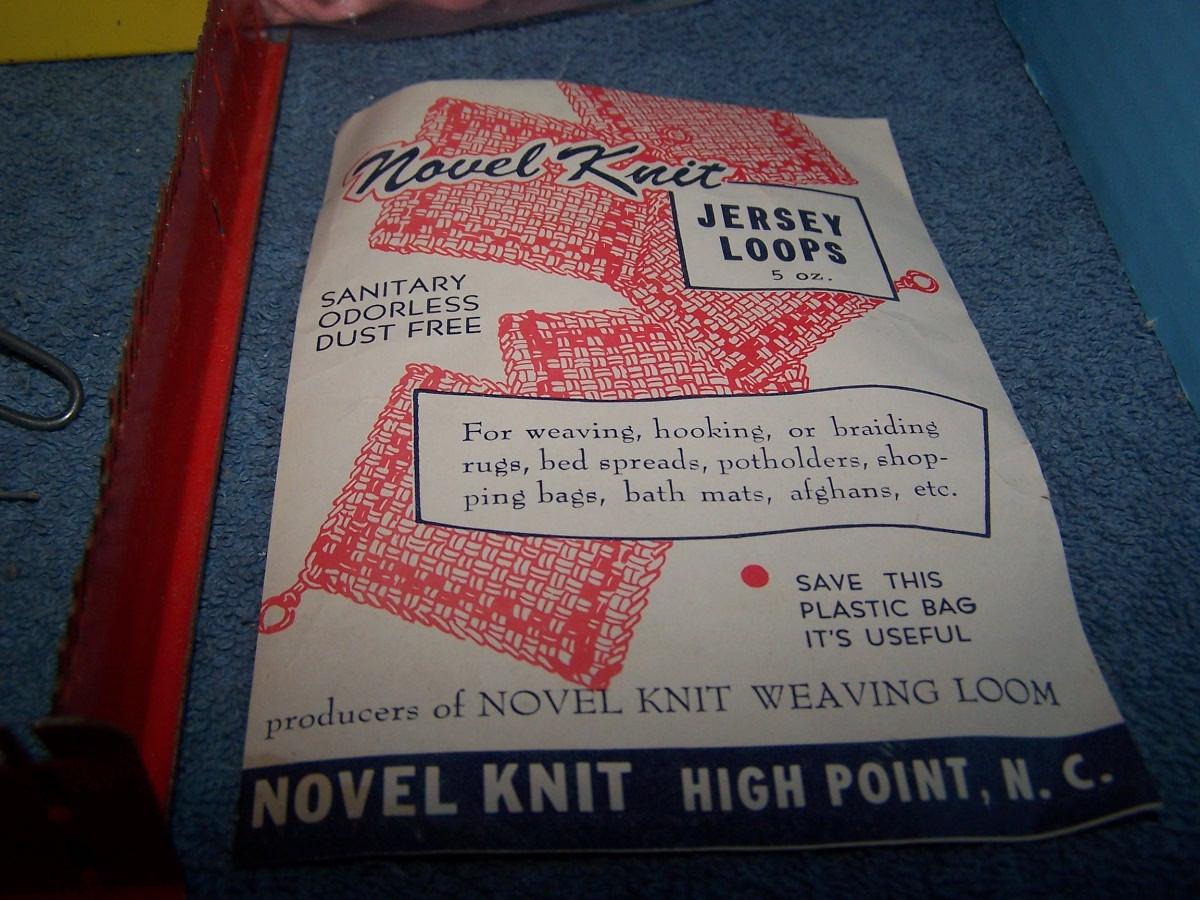 Novel Knit
JERSEY
LOOPS
5 oz.
SANITARY
ODORLESS
DUST FREE
For weaving, hooking, or braiding
rugs, bed spreads, potholders, shop-
ping bags, bath mats, afghans, etc.
SAVE THIS
PLASTIC BAG
IT'S USEFUL
producers of NOVEL KNIT WEAVING LOOM
NOVEL KNIT HIGH POINT, N. C.